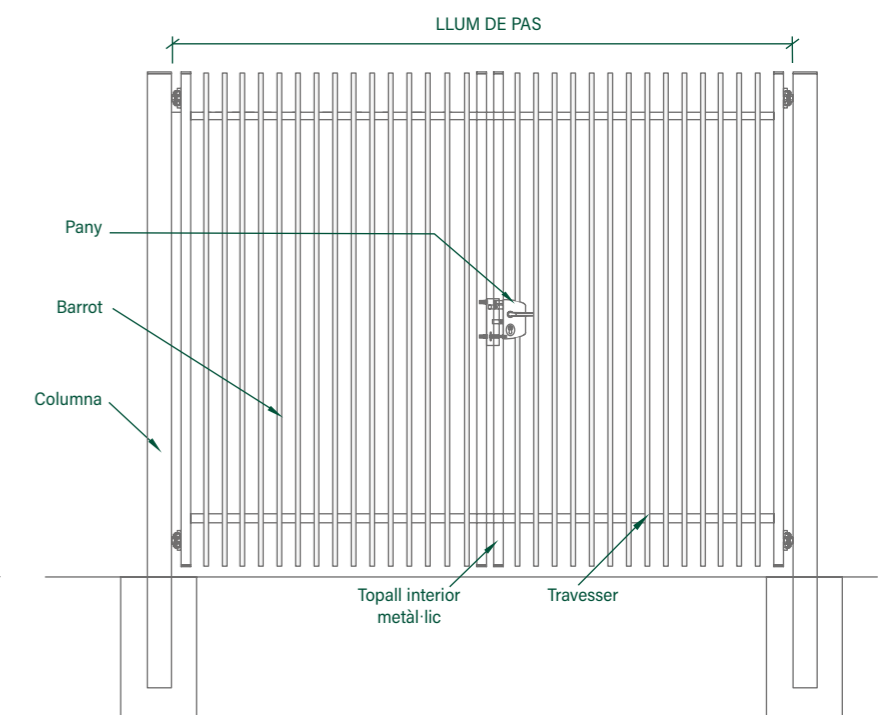 LLUM DE PAS
Pany
Barrot
Columna
Topall interior
metàl·lic
Travesser